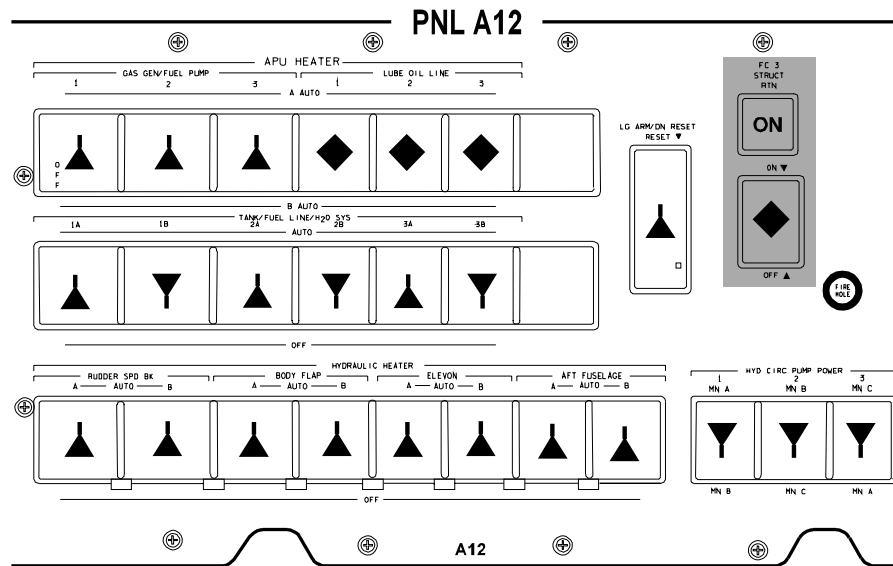 PNL A12
APU HEATER
GAS GEN/FUEL PUMP LUBE OIL LINE
1 2 3 1 2 3
A AUTO
OFF
B AUTO
TANK/FUEL LINE/H2O SYS
1A 1B 2A 2B 3A 3B
AUTO
OFF
LG ARM/DN RESET
RESET ▼
FC 3
STRUCT
RTN
ON
ON ▼
OFF ▲
FIRE
HOLE
HYDRAULIC HEATER
RUDDER SPD BK BODY FLAP ELEVON AFT FUSELAGE
A AUTO B A AUTO B A AUTO B A AUTO B
OFF
HYD CIRC PUMP POWER
1 2 3
MN A MN B MN C
MN B MN C MN A
A12